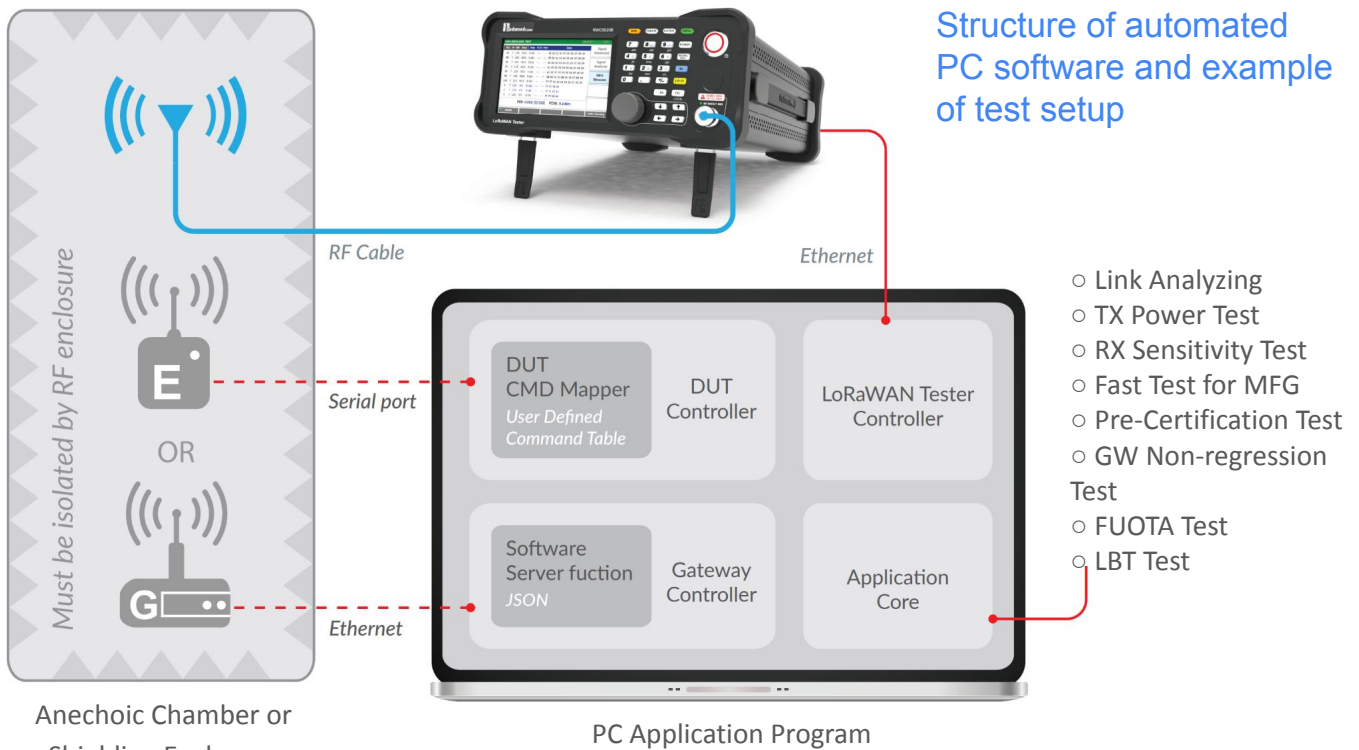 Structure of automated
PC software and example
of test setup
RWC5020B
LoRaWAN Tester
RF Cable
Ethernet
Must be isolated by RF enclosure
E
Serial port
OR
G
Ethernet
DUT
CMD Mapper
User Defined
Command Table
DUT
Controller
LoRaWAN Tester
Controller
Software
Server fuction
JSON
Gateway
Controller
Application
Core
○ Link Analyzing
○ TX Power Test
○ RX Sensitivity Test
○ Fast Test for MFG
○ Pre-Certification Test
○ GW Non-regression
Test
○ FUOTA Test
○ LBT Test
Anechoic Chamber or
PC Application Program